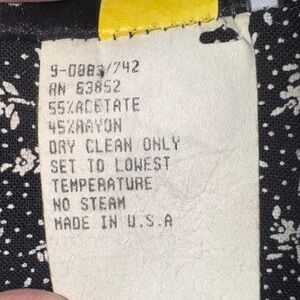 9-0883/742
RN 63852
55%ACETATE
45%RAYON
DRY CLEAN ONLY
SET TO LOWEST
TEMPERATURE
NO STEAM
MADE IN U.S.A